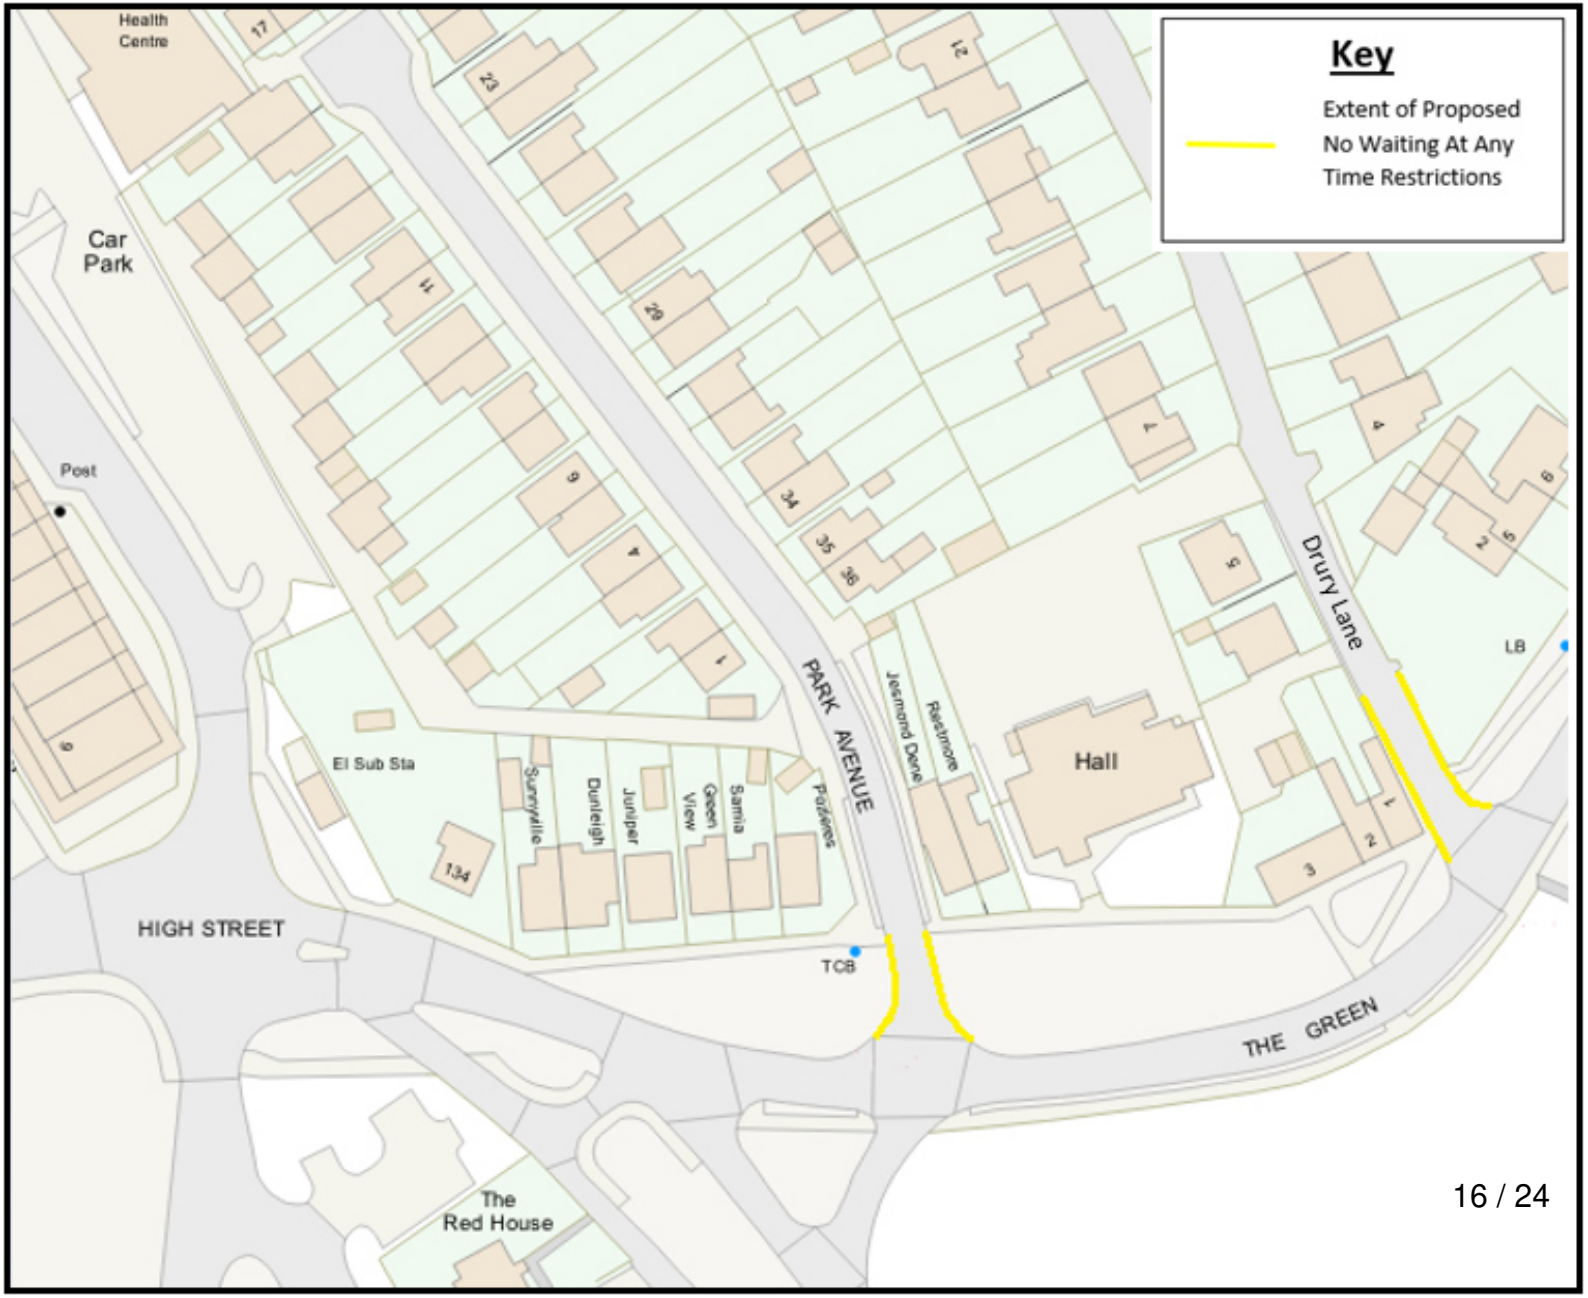 Health
Centre
17
23
21
Key
Extent of Proposed
No Waiting At Any
Time Restrictions
Car
Park
11
29
7
4
Post
9
34
35
36
6
2
5
5
Drury Lane
4
1
LB
PARK AVENUE
Jesmond Dene
Restmore
Hall
El Sub Sta
Sunnyville
Dunleigh
Juniper
Green
View
Samia
Pozieres
134
1
2
3
HIGH STREET
TCB
THE GREEN
The
Red House
16 / 24